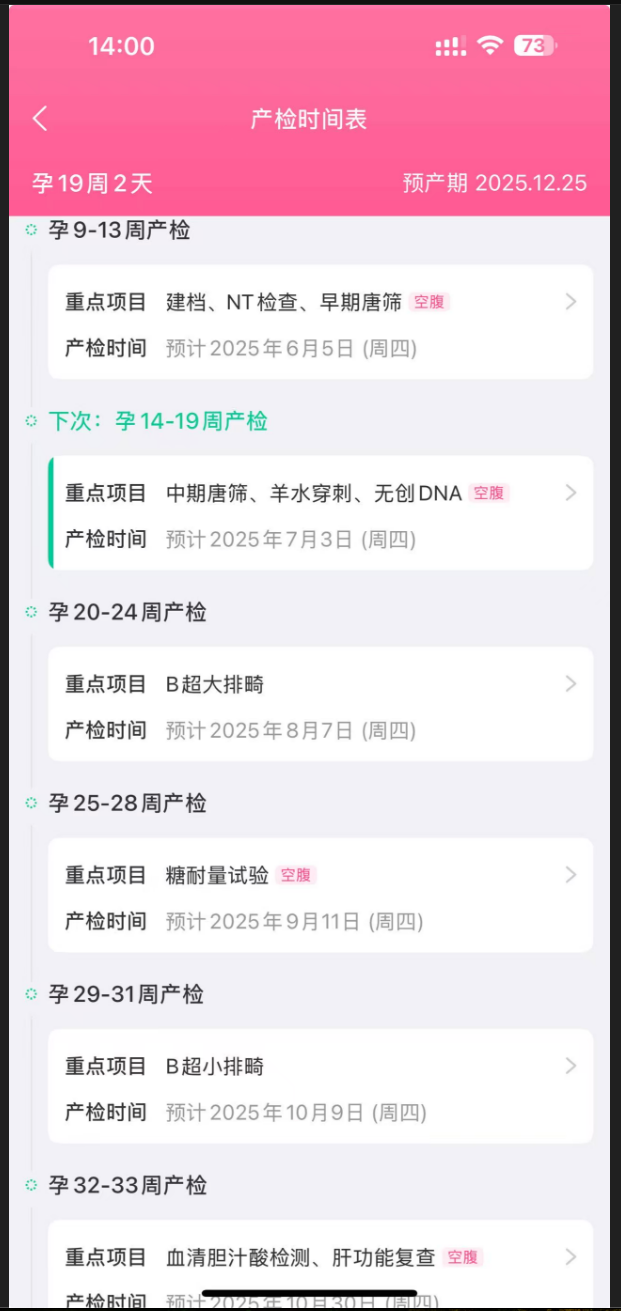 14:00
73
产检时间表
孕19周2天 预产期 2025.12.25
孕9-13周产检
重点项目 建档、NT检查、早期唐筛 空腹
产检时间 预计2025年6月5日 (周四)
下次：孕14-19周产检
重点项目 中期唐筛、羊水穿刺、无创DNA 空腹
产检时间 预计2025年7月3日 (周四)
孕20-24周产检
重点项目 B超大排畸
产检时间 预计2025年8月7日 (周四)
孕25-28周产检
重点项目 糖耐量试验 空腹
产检时间 预计2025年9月11日 (周四)
孕29-31周产检
重点项目 B超小排畸
产检时间 预计2025年10月9日 (周四)
孕32-33周产检
重点项目 血清胆汁酸检测、肝功能复查 空腹
产检时间 预计2025年10月30日 (周四)